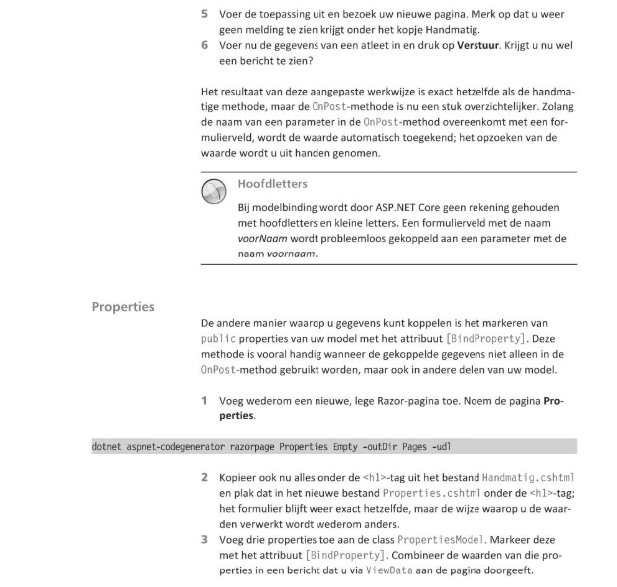 5 Voer de toepassing uit en bezoek uw nieuwe pagina. Merk op dat u weer
geen melding te zien krijgt onder het kopje Handmatig.
6 Voer nu de gegevens van een atleet in en druk op Verstuur. Krijgt u nu wel
een bericht te zien?
Het resultaat van deze aangepaste werkwijze is exact hetzelfde als de handma-
tige methode, maar de OnPost-methode is nu een stuk overzichtelijker. Zolang
de naam van een parameter in de OnPost-method overeenkomt met een for-
mulierveld, wordt de waarde automatisch toegekend; het opzoeken van de
waarde wordt u uit handen genomen.
Hoofdletters
Bij modelbinding wordt door ASP.NET Core geen rekening gehouden
met hoofdletters en kleine letters. Een formulierveld met de naam
voorNaam wordt probleemloos gekoppeld aan een parameter met de
naam voornaam.
Properties
De andere manier waarop u gegevens kunt koppelen is het markeren van
public properties van uw model met het attribuut [BindProperty]. Deze
methode is vooral handig wanneer de gekoppelde gegevens niet alleen in de
OnPost-method gebruikt worden, maar ook in andere delen van uw model.
1 Voeg wederom een nieuwe, lege Razor-pagina toe. Noem de pagina Pro-
perties.
dotnet aspnet-codegenerator razorpage Properties Empty -outDir Pages -udl
2 Kopieer ook nu alles onder de <h1>-tag uit het bestand Handmatig.cshtml
en plak dat in het nieuwe bestand Properties.cshtml onder de <h1>-tag;
het formulier blijft weer exact hetzelfde, maar de wijze waarop u de waar-
den verwerkt wordt wederom anders.
3 Voeg drie properties toe aan de class PropertiesModel. Markeer deze
met het attribuut [BindProperty]. Combineer de waarden van die pro-
perties in een bericht dat u via ViewData aan de pagina doorgeeft.